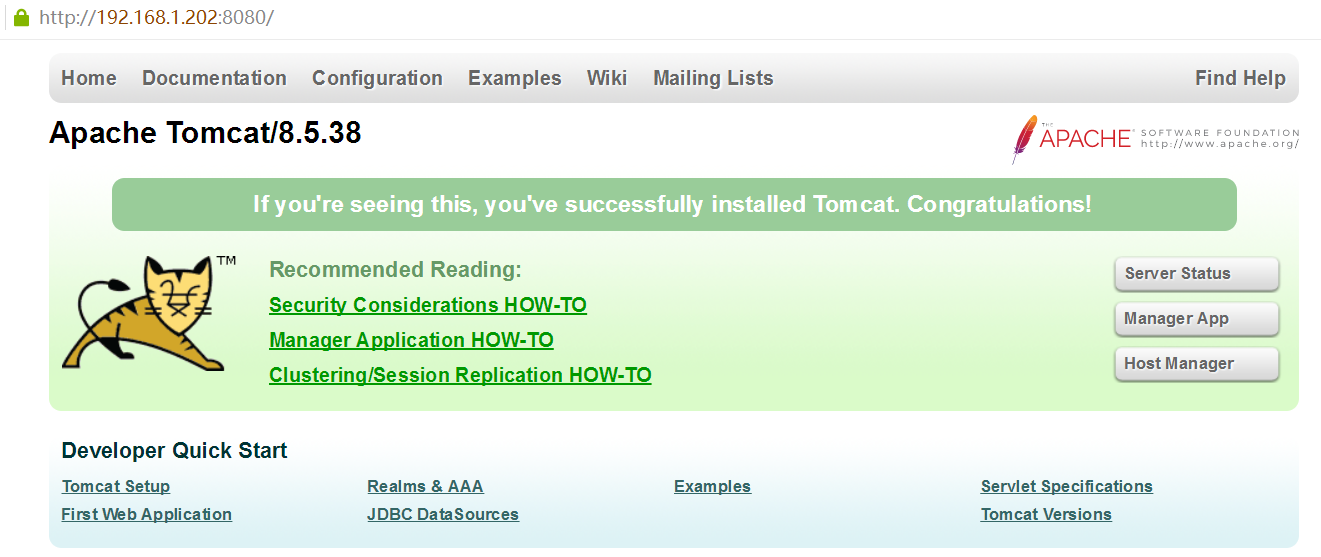 http://192.168.1.202:8080/
Home Documentation Configuration Examples Wiki Mailing Lists Find Help
Apache Tomcat/8.5.38
THE APACHE® SOFTWARE FOUNDATION
http://www.apache.org/
If you're seeing this, you've successfully installed Tomcat. Congratulations!
TM
Recommended Reading:
Security Considerations HOW-TO
Manager Application HOW-TO
Clustering/Session Replication HOW-TO
Server Status
Manager App
Host Manager
Developer Quick Start
Tomcat Setup Realms & AAA Examples Servlet Specifications
First Web Application JDBC DataSources Tomcat Versions